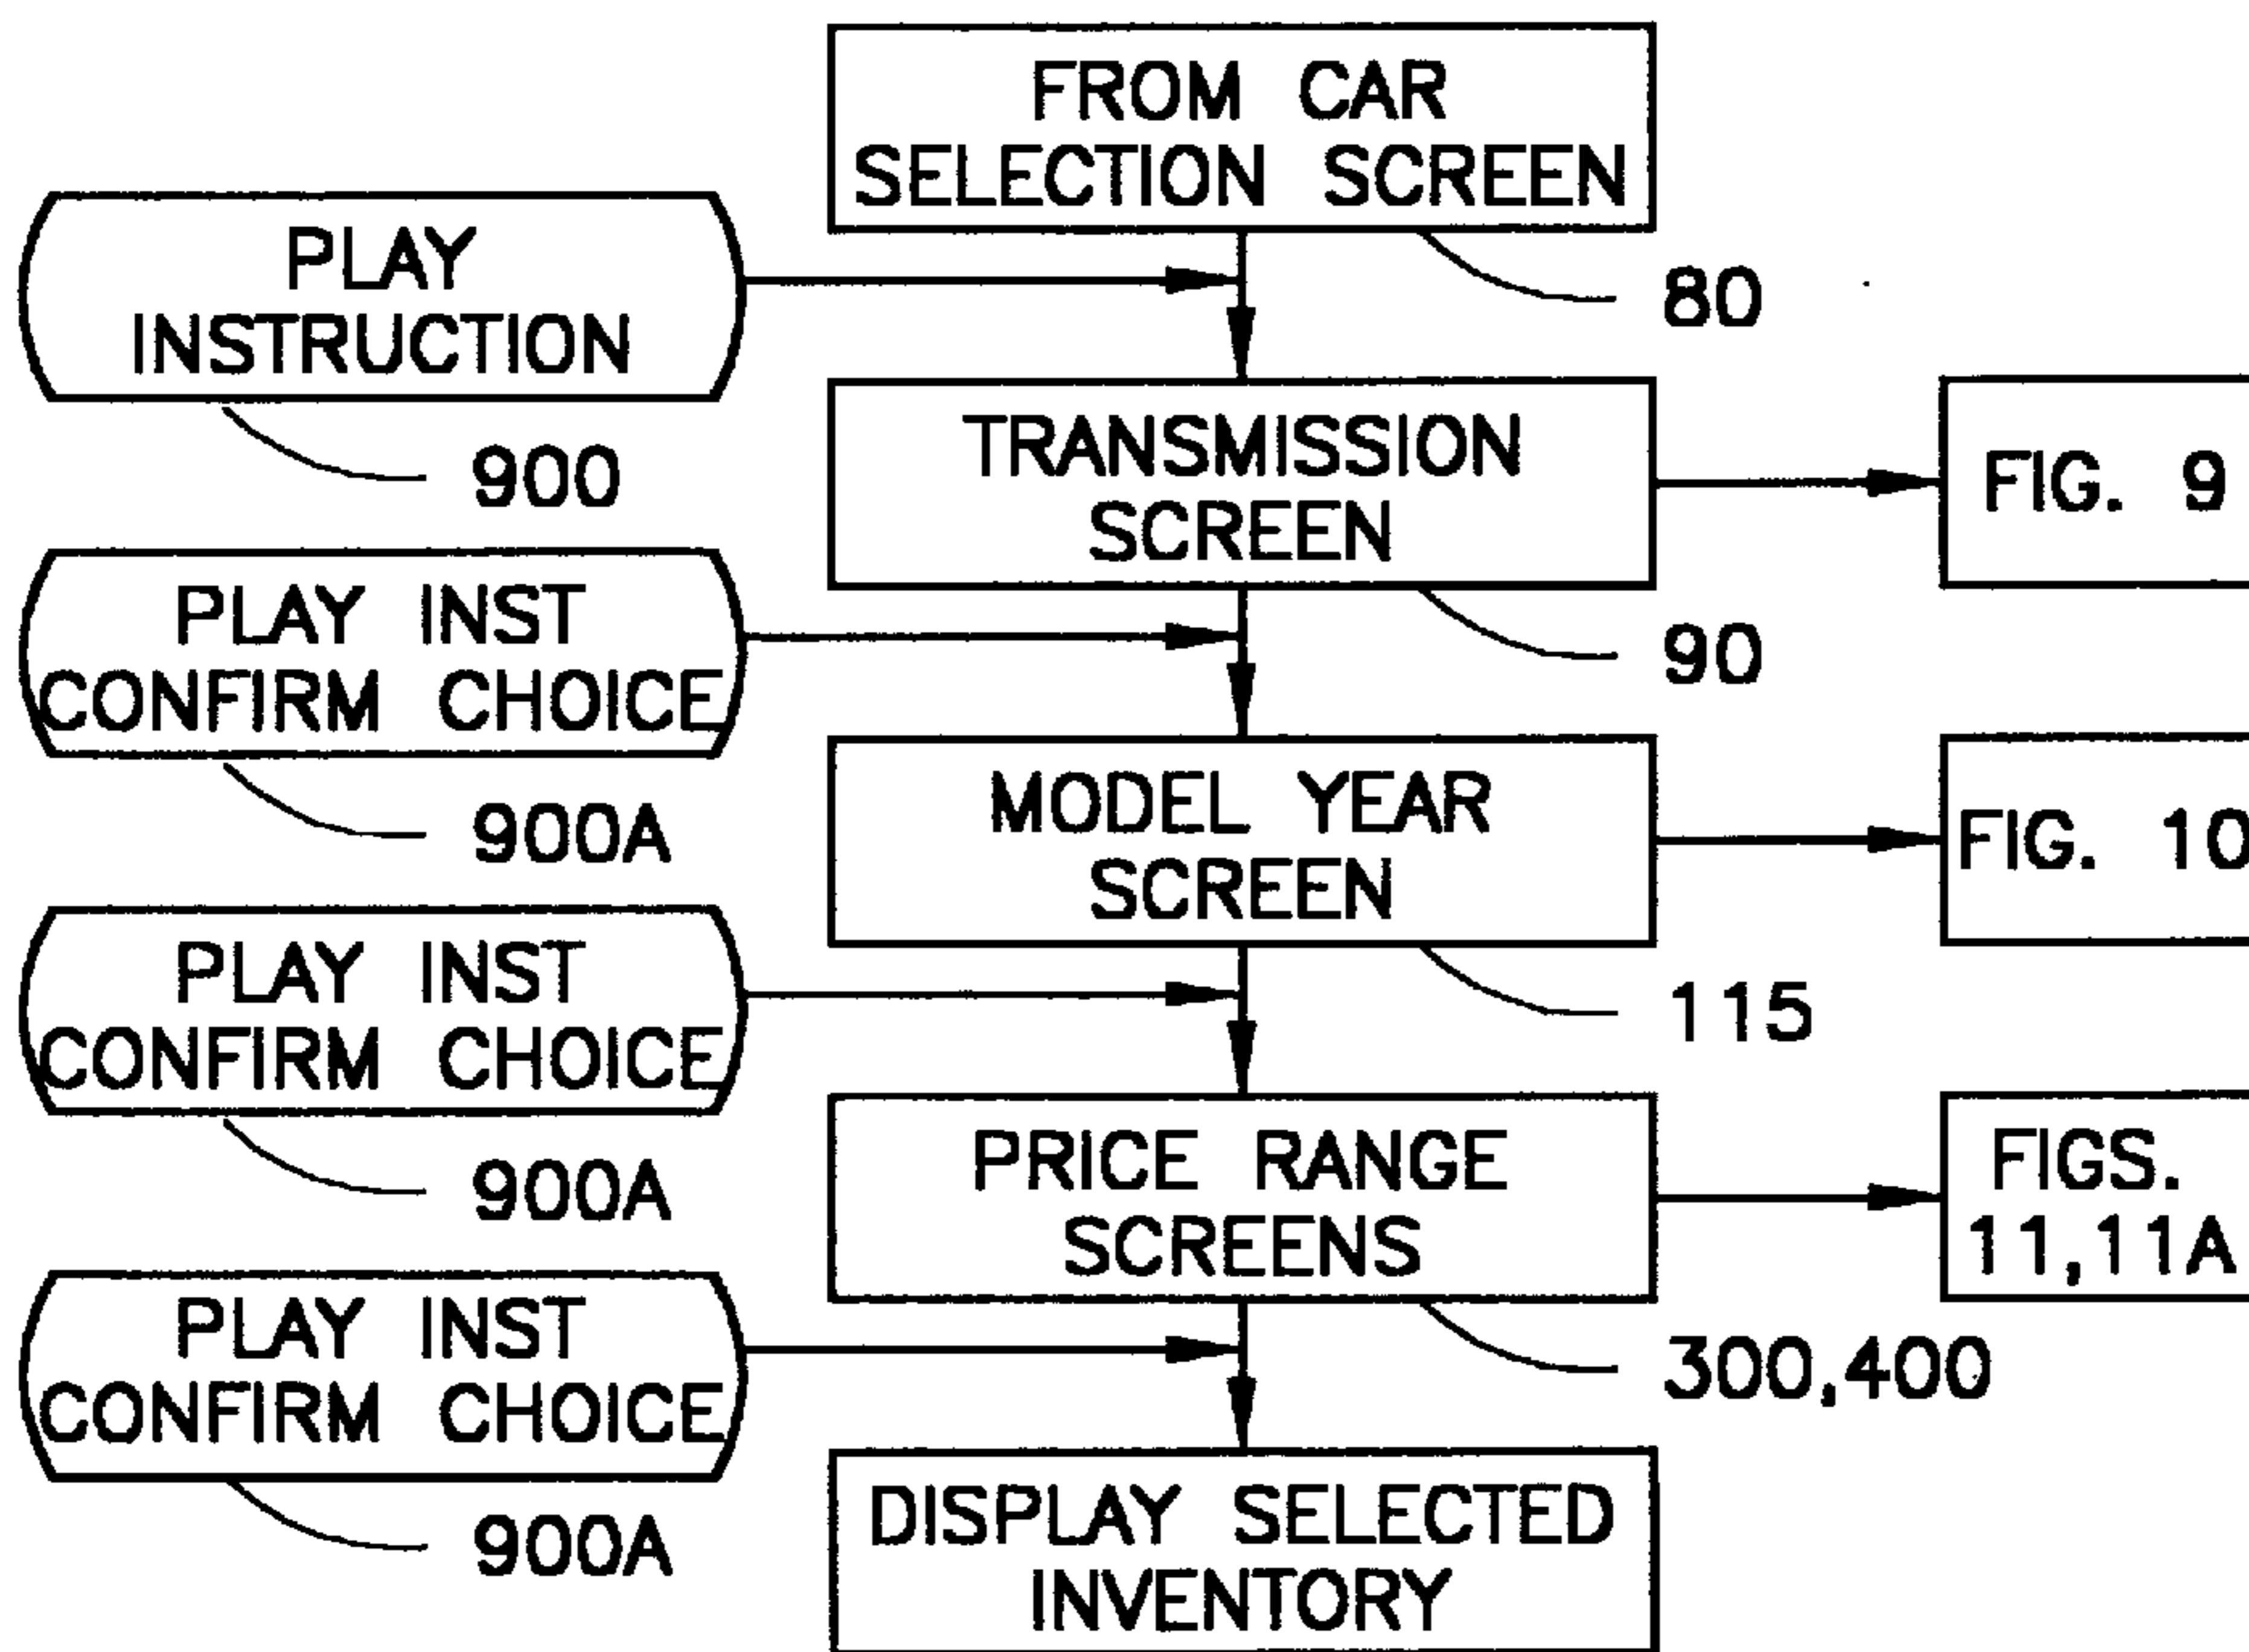 FROM CAR
SELECTION SCREEN
80
PLAY
INSTRUCTION
900
TRANSMISSION
SCREEN
90
FIG. 9
PLAY INST
CONFIRM CHOICE
900A
MODEL YEAR
SCREEN
115
FIG. 10
PLAY INST
CONFIRM CHOICE
900A
PRICE RANGE
SCREENS
300,400
FIGS.
11,11A
PLAY INST
CONFIRM CHOICE
900A
DISPLAY SELECTED
INVENTORY